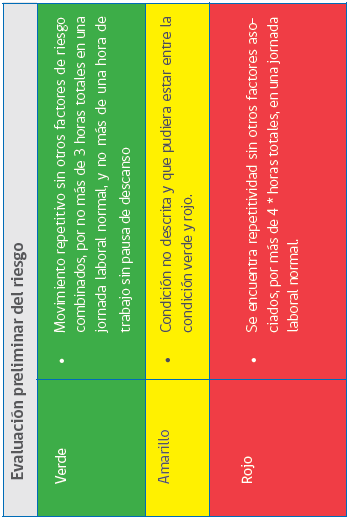 Evaluación preliminar del riesgo
Verde
• Movimiento repetitivo sin otros factores de riesgo
combinados, por no más de 3 horas totales en una
jornada laboral normal, y no más de una hora de
trabajo sin pausa de descanso
Amarillo
• Condición no descrita y que pudiera estar entre la
condición verde y rojo.
Rojo
• Se encuentra repetitividad sin otros factores aso-
ciados, por más de 4 * horas totales, en una jornada
laboral normal.